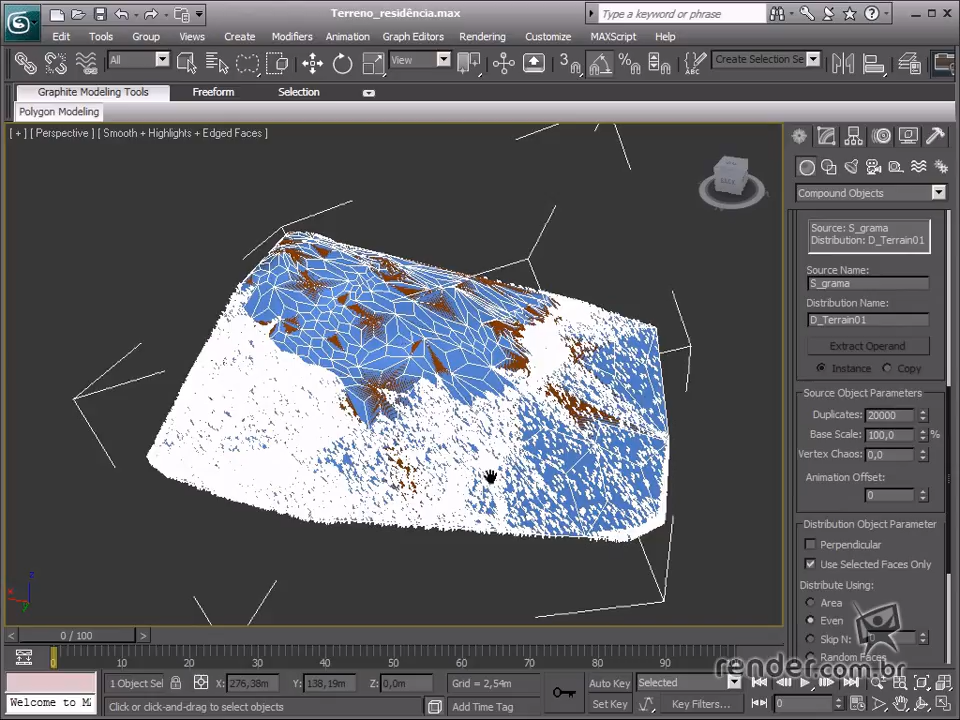 Terreno_residência.max
Type a keyword or phrase
Edit Tools Group Views Create Modifiers Animation Graph Editors Rendering Customize MAXScript Help
All
View
3
Create Selection Se
ABC
Graphite Modeling Tools Freeform Selection
Polygon Modeling
[ + ] [ Perspective ] [ Smooth + Highlights + Edged Faces ]
Compound Objects
Source: S_grama
Distribution: D_Terrain01
Source Name:
S_grama
Distribution Name:
D_Terrain01
Extract Operand
Instance Copy
Source Object Parameters
Duplicates: 20000
Base Scale: 100,0 %
Vertex Chaos: 0,0
Animation Offset:
0
Distribution Object Parameter
Perpendicular
Use Selected Faces Only
Distribute Using:
Area
Even
Skip N:
Random Faces
render.com.br
z
x
y
0 / 100
0 10 20 30 40 50 60 70 80 90
1 Object Sel X: 276,38m Y: 138,19m Z: 0,0m Grid = 2,54m Auto Key Selected
Welcome to M
Click or click-and-drag to select objects Add Time Tag Set Key Key Filters... 0